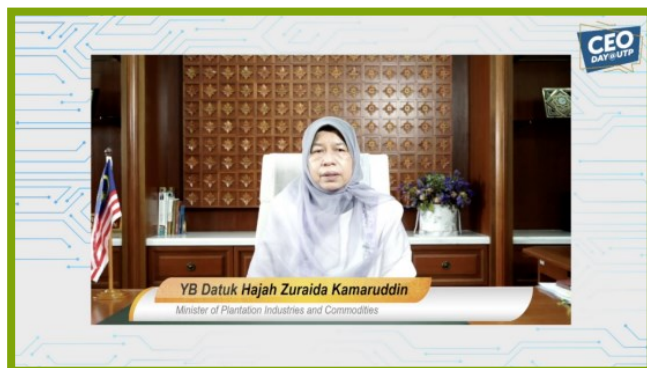 CEO
DAY@UTP
YB Datuk Hajah Zuraida Kamaruddin
Minister of Plantation Industries and Commodities